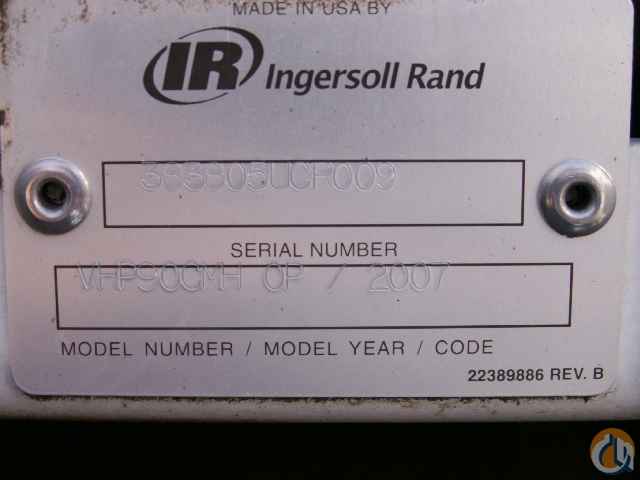 MADE IN USA BY
IR Ingersoll Rand
SERIAL NUMBER
/ 2007
MODEL NUMBER / MODEL YEAR / CODE
22389886 REV. B